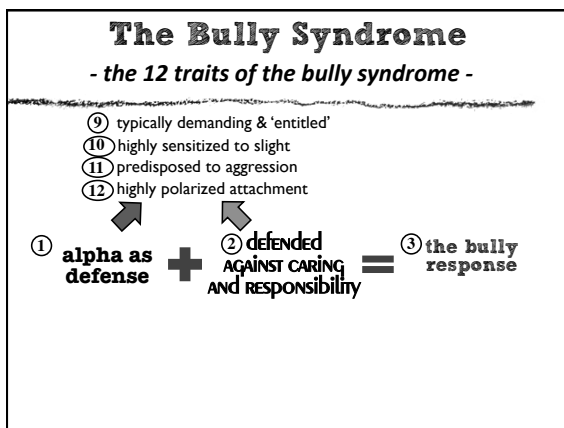 The Bully Syndrome
- the 12 traits of the bully syndrome -
9 typically demanding & ‘entitled’
10 highly sensitized to slight
11 predisposed to aggression
12 highly polarized attachment
1 alpha as
defense
+
2 defended
against caring
and responsibility
=
3 the bully
response